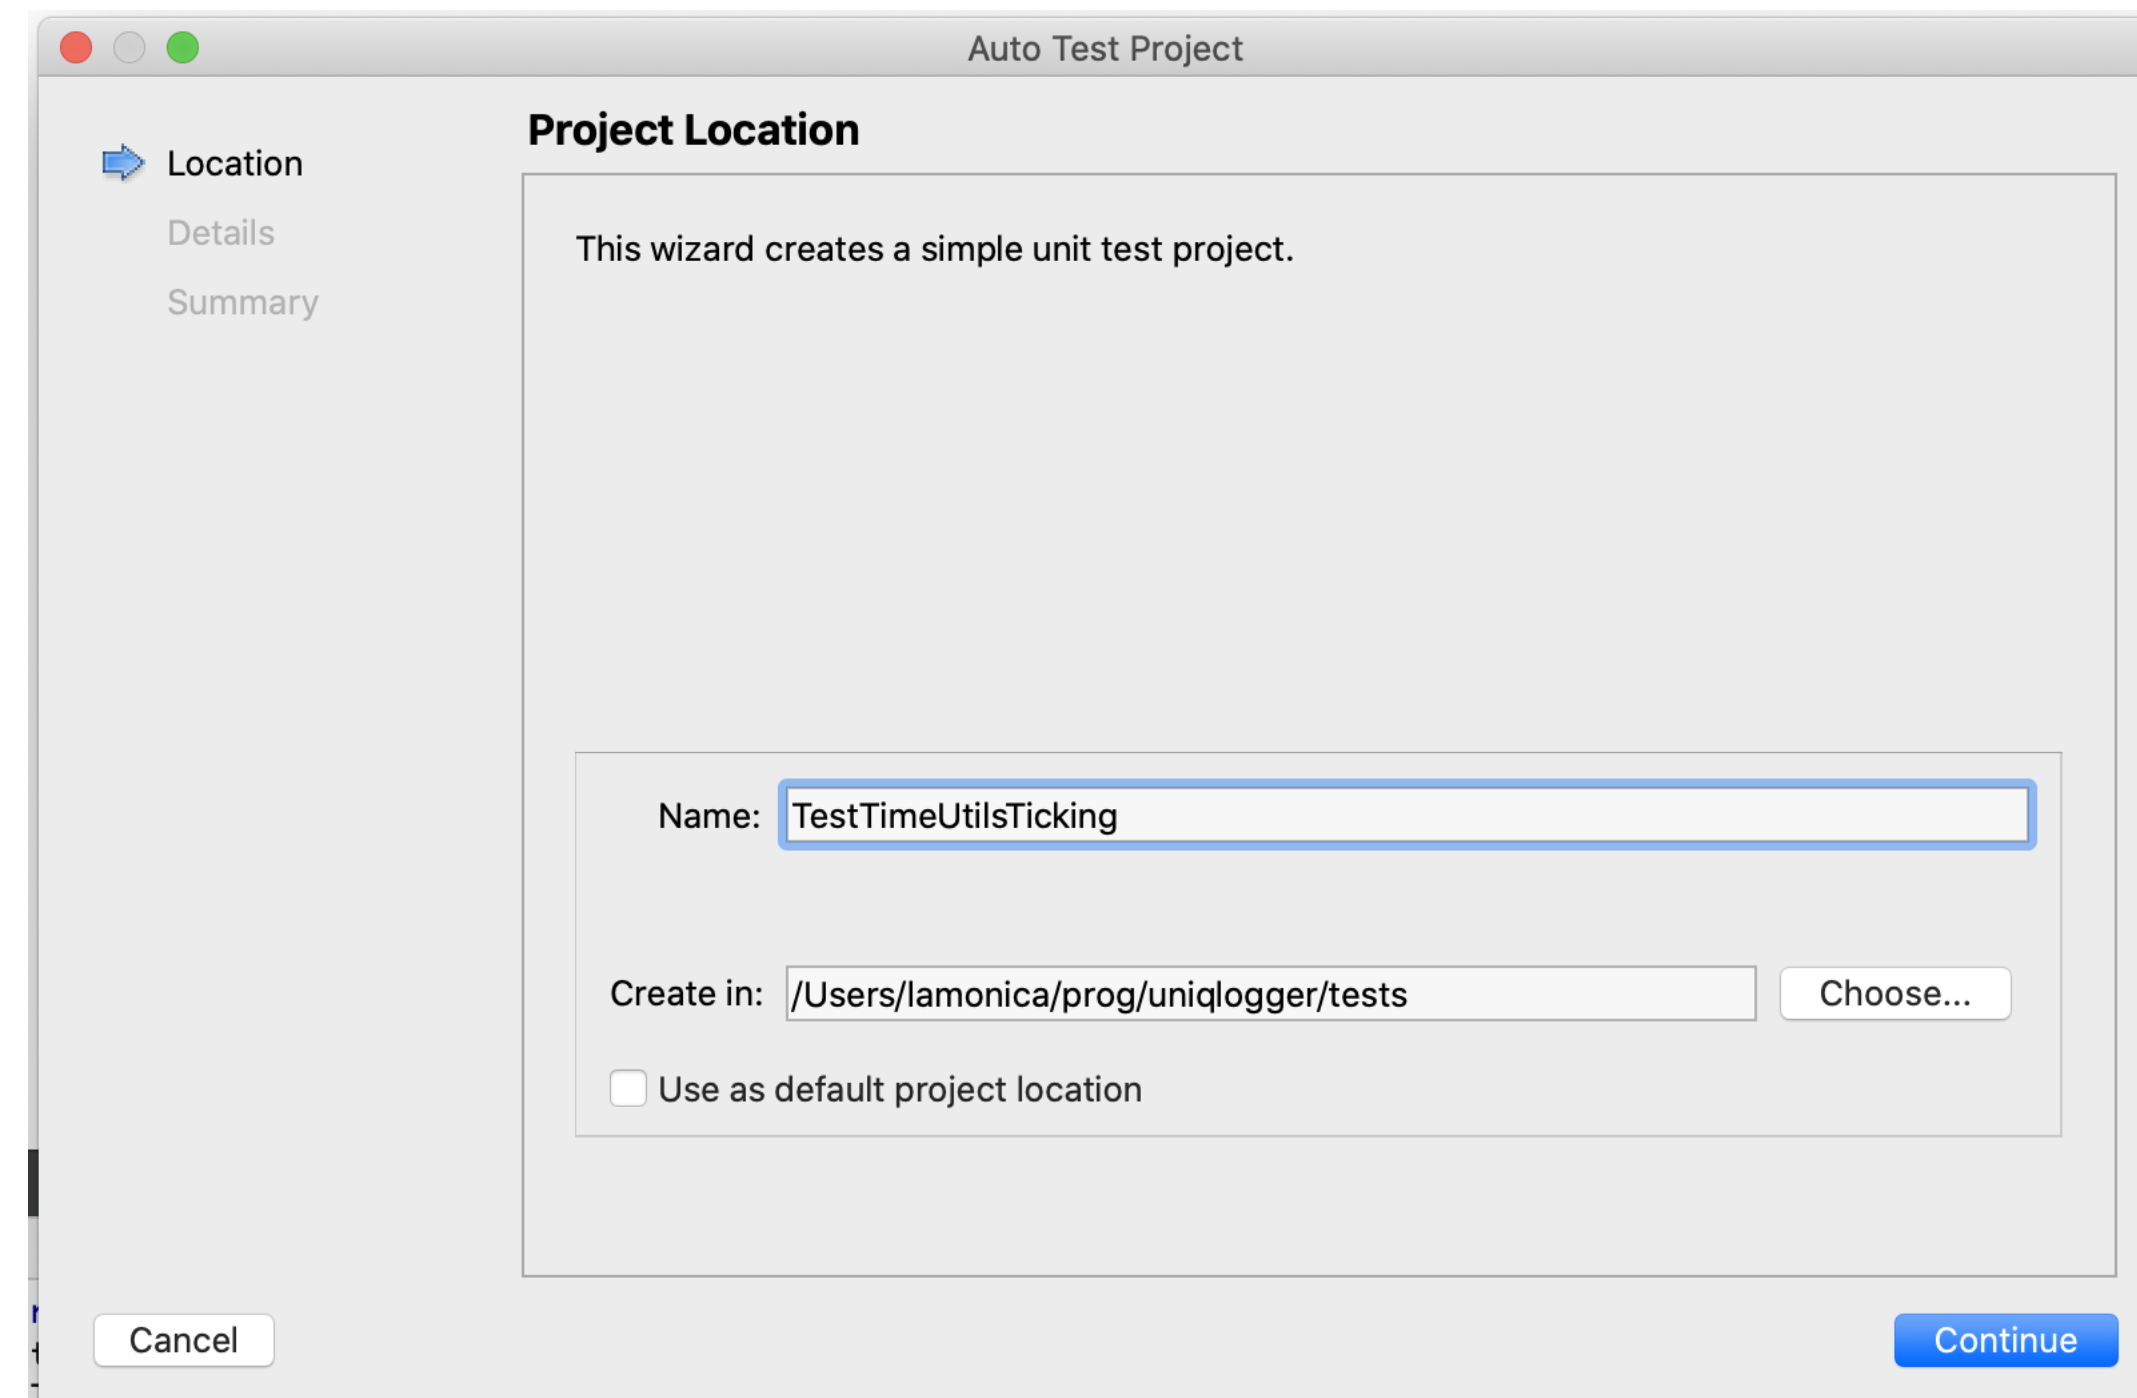 Auto Test Project
Location
Details
Summary
Project Location
This wizard creates a simple unit test project.
Name: TestTimeUtilsTicking
Create in: /Users/lamonica/prog/uniqlogger/tests Choose...
Use as default project location
Cancel Continue